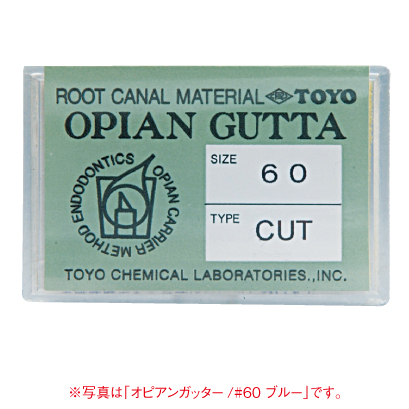 ROOT CANAL MATERIAL TOYO
OPIAN GUTTA
OPIAN CARRIER METHOD ENDODONTICS
SIZE
60
TYPE
CUT
TOYO CHEMICAL LABORATORIES.,INC.
※写真は「オピアンガッター /#60 ブルー」です。